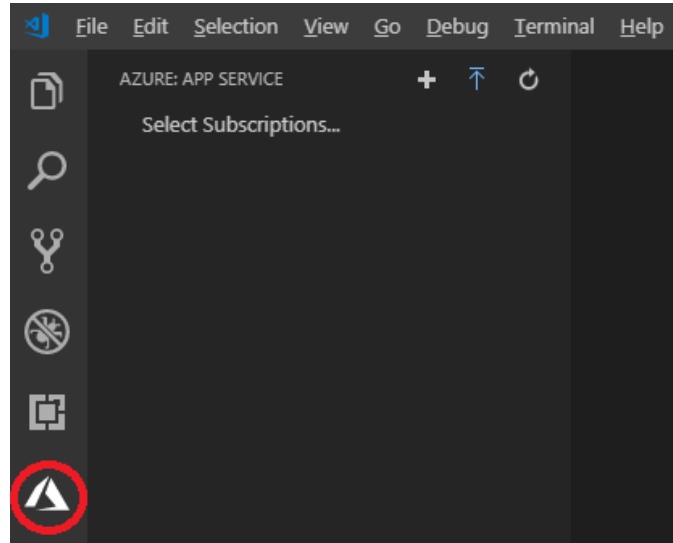 File Edit Selection View Go Debug Terminal Help
AZURE: APP SERVICE
Select Subscriptions...